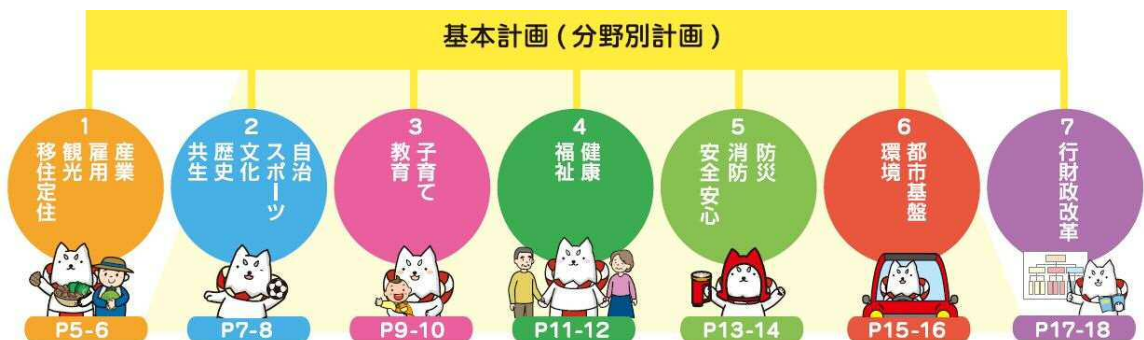 基本計画(分野別計画)
1
産業
雇用
観光
移住定住
P5-6
2
自治
スポーツ
文化
歴史
共生
P7-8
3
子育て
教育
P9-10
4
健康
福祉
P11-12
5
防災
消防
安全安心
P13-14
6
都市基盤
環境
P15-16
7
行財政改革
P17-18